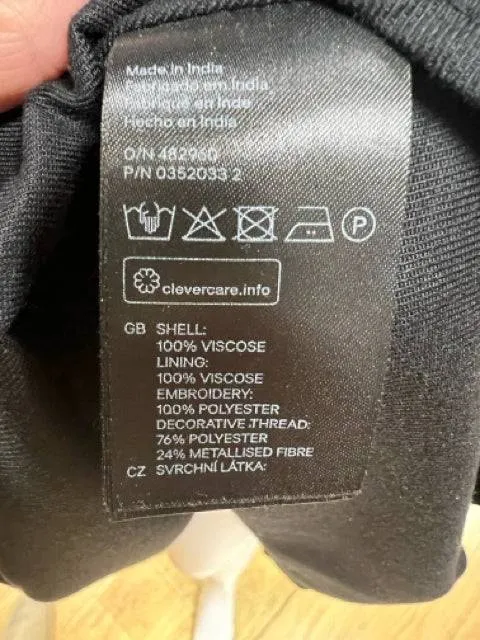 Made in India
Fabricado em India
Fabriqué en Inde
Hecho en India
O/N 482960
P/N 0352033 2
P
clevercare.info
GB SHELL:
100% VISCOSE
LINING:
100% VISCOSE
EMBROIDERY:
100% POLYESTER
DECORATIVE THREAD:
76% POLYESTER
24% METALLISED FIBRE
CZ SVRCHNÍ LÁTKA: